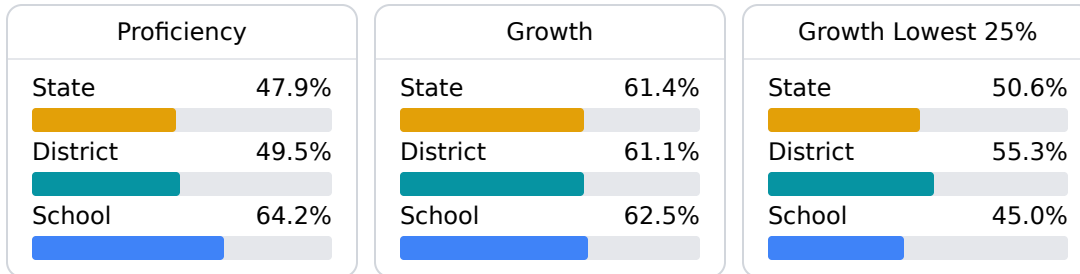 Proficiency
State 47.9%
District 49.5%
School 64.2%
Growth
State 61.4%
District 61.1%
School 62.5%
Growth Lowest 25%
State 50.6%
District 55.3%
School 45.0%